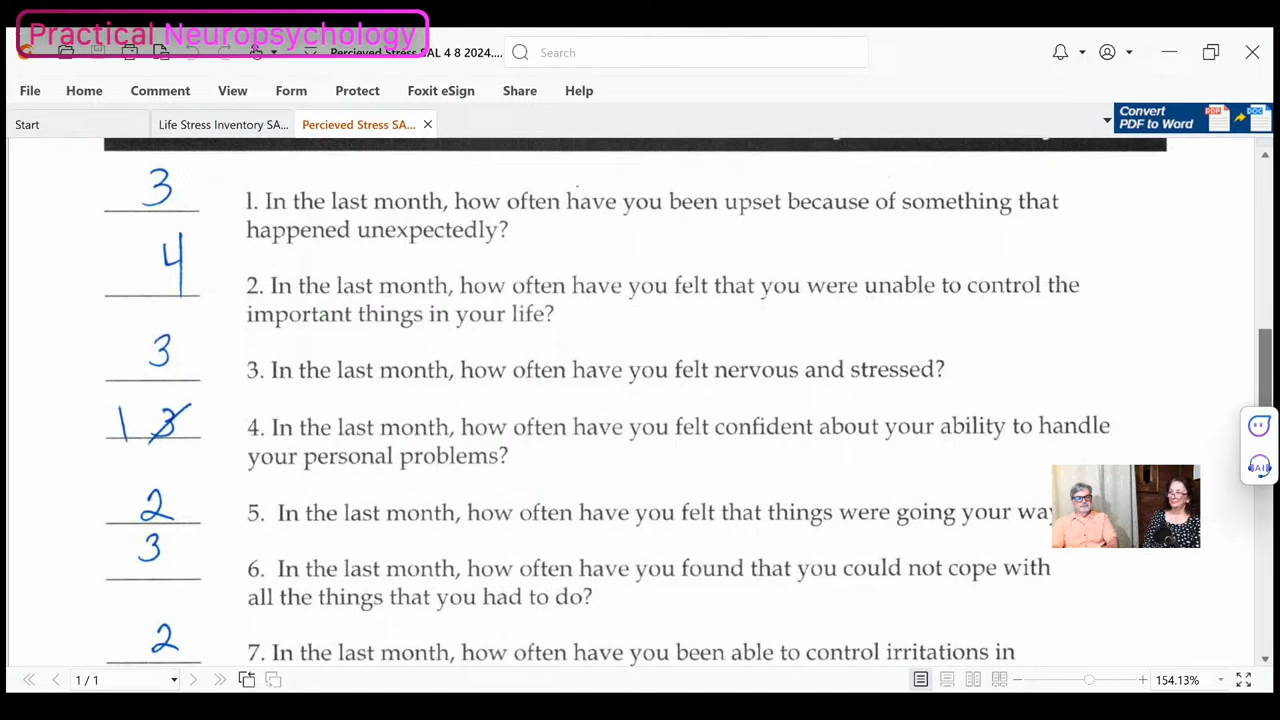 Practical Neuropsychology
Percieved Stress SAL 4 8 2024....
Search
File Home Comment View Form Protect Foxit eSign Share Help
Start
Life Stress Inventory SA...
Percieved Stress SA...
Convert
PDF to Word
3
l. In the last month, how often have you been upset because of something that
happened unexpectedly?
4
2. In the last month, how often have you felt that you were unable to control the
important things in your life?
3
3. In the last month, how often have you felt nervous and stressed?
1 3
4. In the last month, how often have you felt confident about your ability to handle
your personal problems?
2
5. In the last month, how often have you felt that things were going your way
3
6. In the last month, how often have you found that you could not cope with
all the things that you had to do?
2
7. In the last month, how often have you been able to control irritations in
AI
1 / 1
154.13%